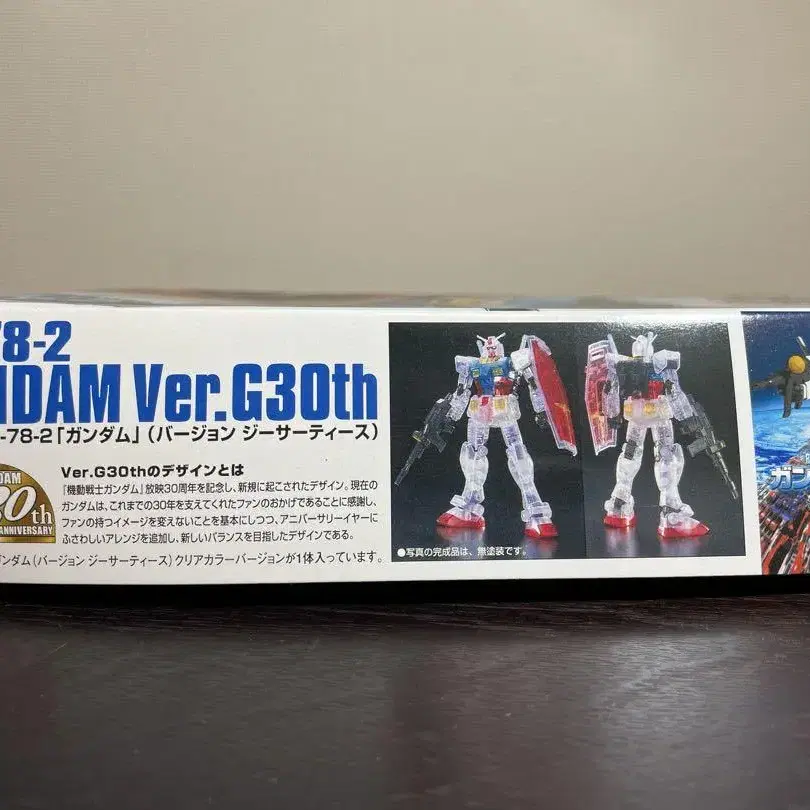 78-2
NDAM Ver.G30th
-78-2「ガンダム」(バージョン ジーサーティース)
DAM
30th
ANNIVERSARY
Ver.G30thのデザインとは
『機動戦士ガンダム』放映30周年を記念し、新規に起こされたデザイン。現在の
ガンダムは、これまでの30年を支えてくれたファンのおかげであることに感謝し、
ファンの持つイメージを変えないことを基本にしつつ、アニバーサリーイヤーに
ふさわしいアレンジを追加し、新しいバランスを目指したデザインである。
ガンダム(バージョン ジーサーティース)クリアカラーバージョンが1体入っています。
●写真の完成品は、無塗装です。
ガン